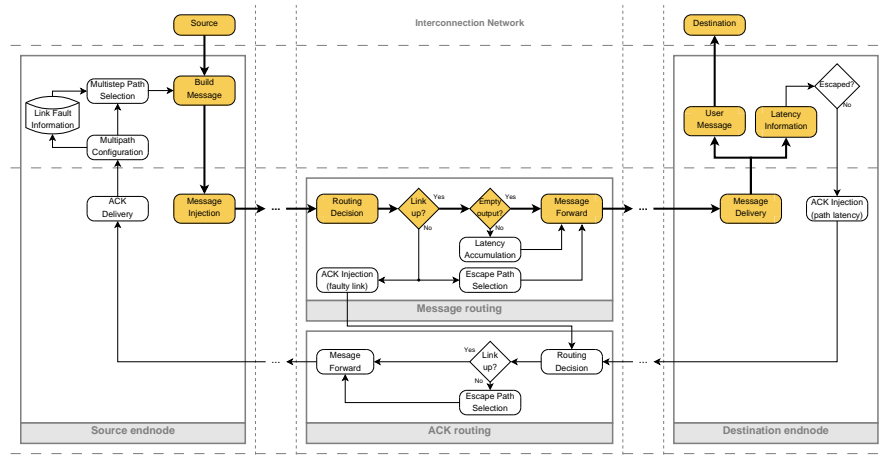 Source
Interconnection Network
Destination
Multistep Path
Selection
Build
Message
Escaped?
No
Link Fault
Information
User
Message
Latency
Information
Multipath
Configuration
ACK
Delivery
Message
Injection
...
Routing
Decision
Link
up?
Yes
No
Empty
output?
Yes
No
Message
Forward
...
Message
Delivery
ACK Injection
(path latency)
Latency
Accumulation
ACK Injection
(faulty link)
Escape Path
Selection
Message routing
...
Mesage
Forward
Yes
Link
up?
No
Routing
Decision
...
Escape Path
Selection
Source endnode
ACK routing
Destination endnode